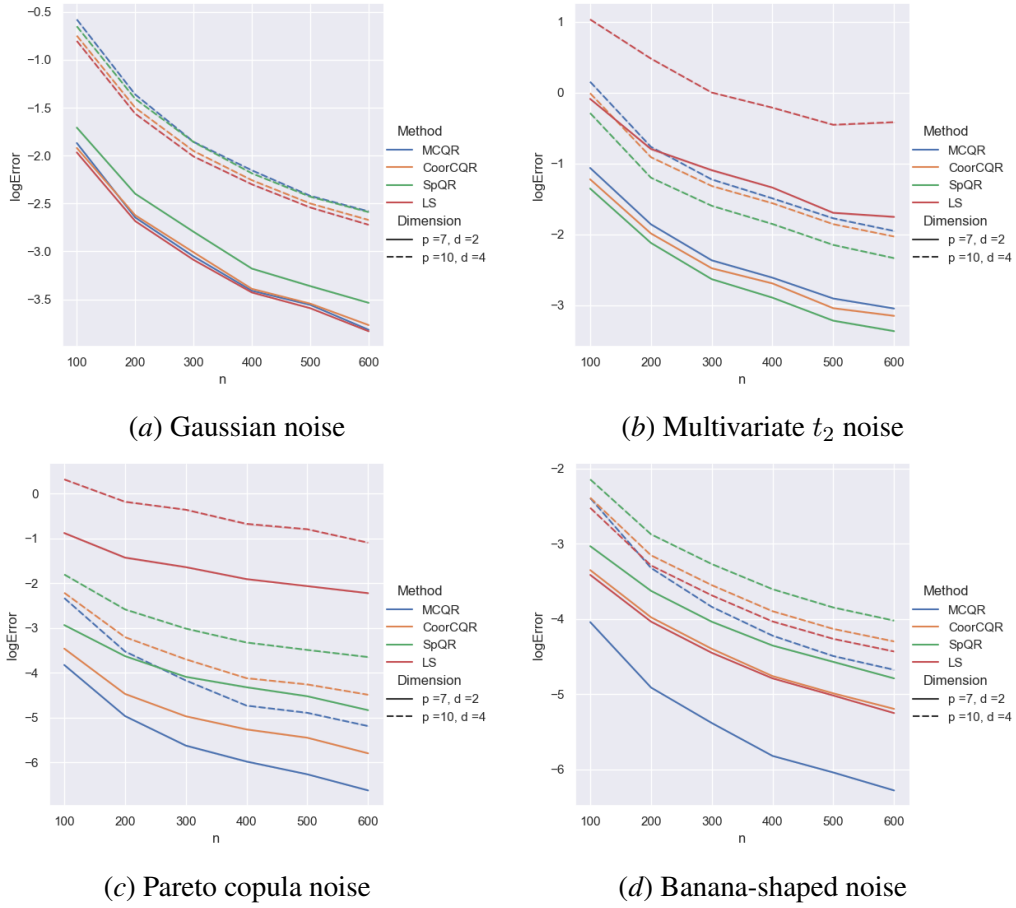 -0.5
-1.0
-1.5
-2.0
-2.5
-3.0
-3.5
logError
100 200 300 400 500 600
n
Method
MCQR
CoorCQR
SpQR
LS
Dimension
p =7, d =2
p =10, d =4
(a) Gaussian noise
1
0
−1
−2
−3
logError
100 200 300 400 500 600
n
Method
MCQR
CoorCQR
SpQR
LS
Dimension
p =7, d =2
p =10, d =4
(b) Multivariate t₂ noise
0
−1
−2
−3
−4
−5
−6
logError
100 200 300 400 500 600
n
Method
MCQR
CoorCQR
SpQR
LS
Dimension
p =7, d =2
p =10, d =4
(c) Pareto copula noise
−2
−3
−4
−5
−6
logError
100 200 300 400 500 600
n
Method
MCQR
CoorCQR
SpQR
LS
Dimension
p =7, d =2
p =10, d =4
(d) Banana-shaped noise